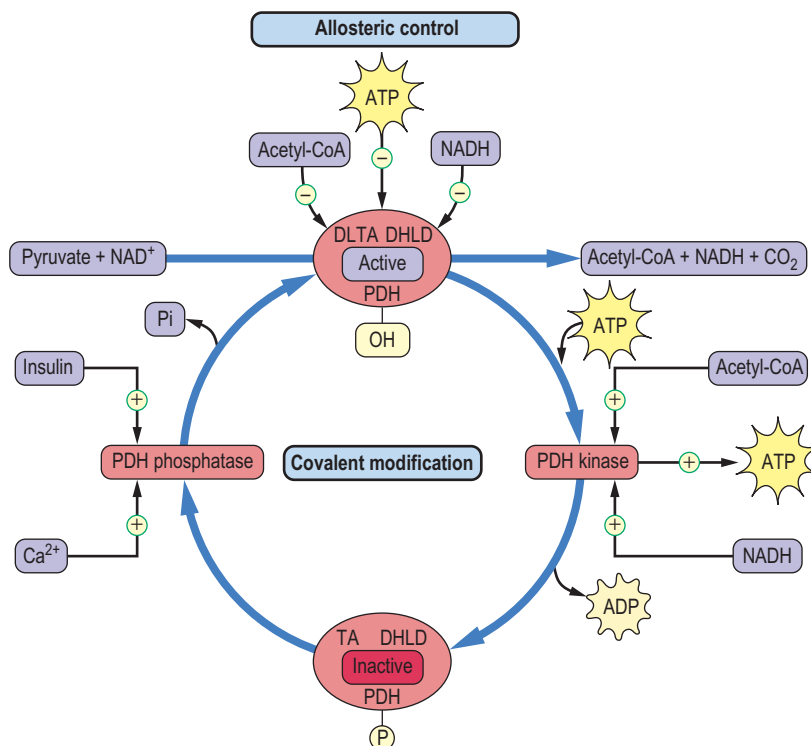 Allosteric control
ATP
Acetyl-CoA
NADH
−
−
−
DLTA DHLD
Pyruvate + NAD⁺
Active
Acetyl-CoA + NADH + CO₂
PDH
Pi
OH
ATP
Insulin
Acetyl-CoA
+
+
PDH phosphatase
Covalent modification
PDH kinase
+
ATP
+
+
Ca²⁺
NADH
ADP
TA DHLD
Inactive
PDH
P